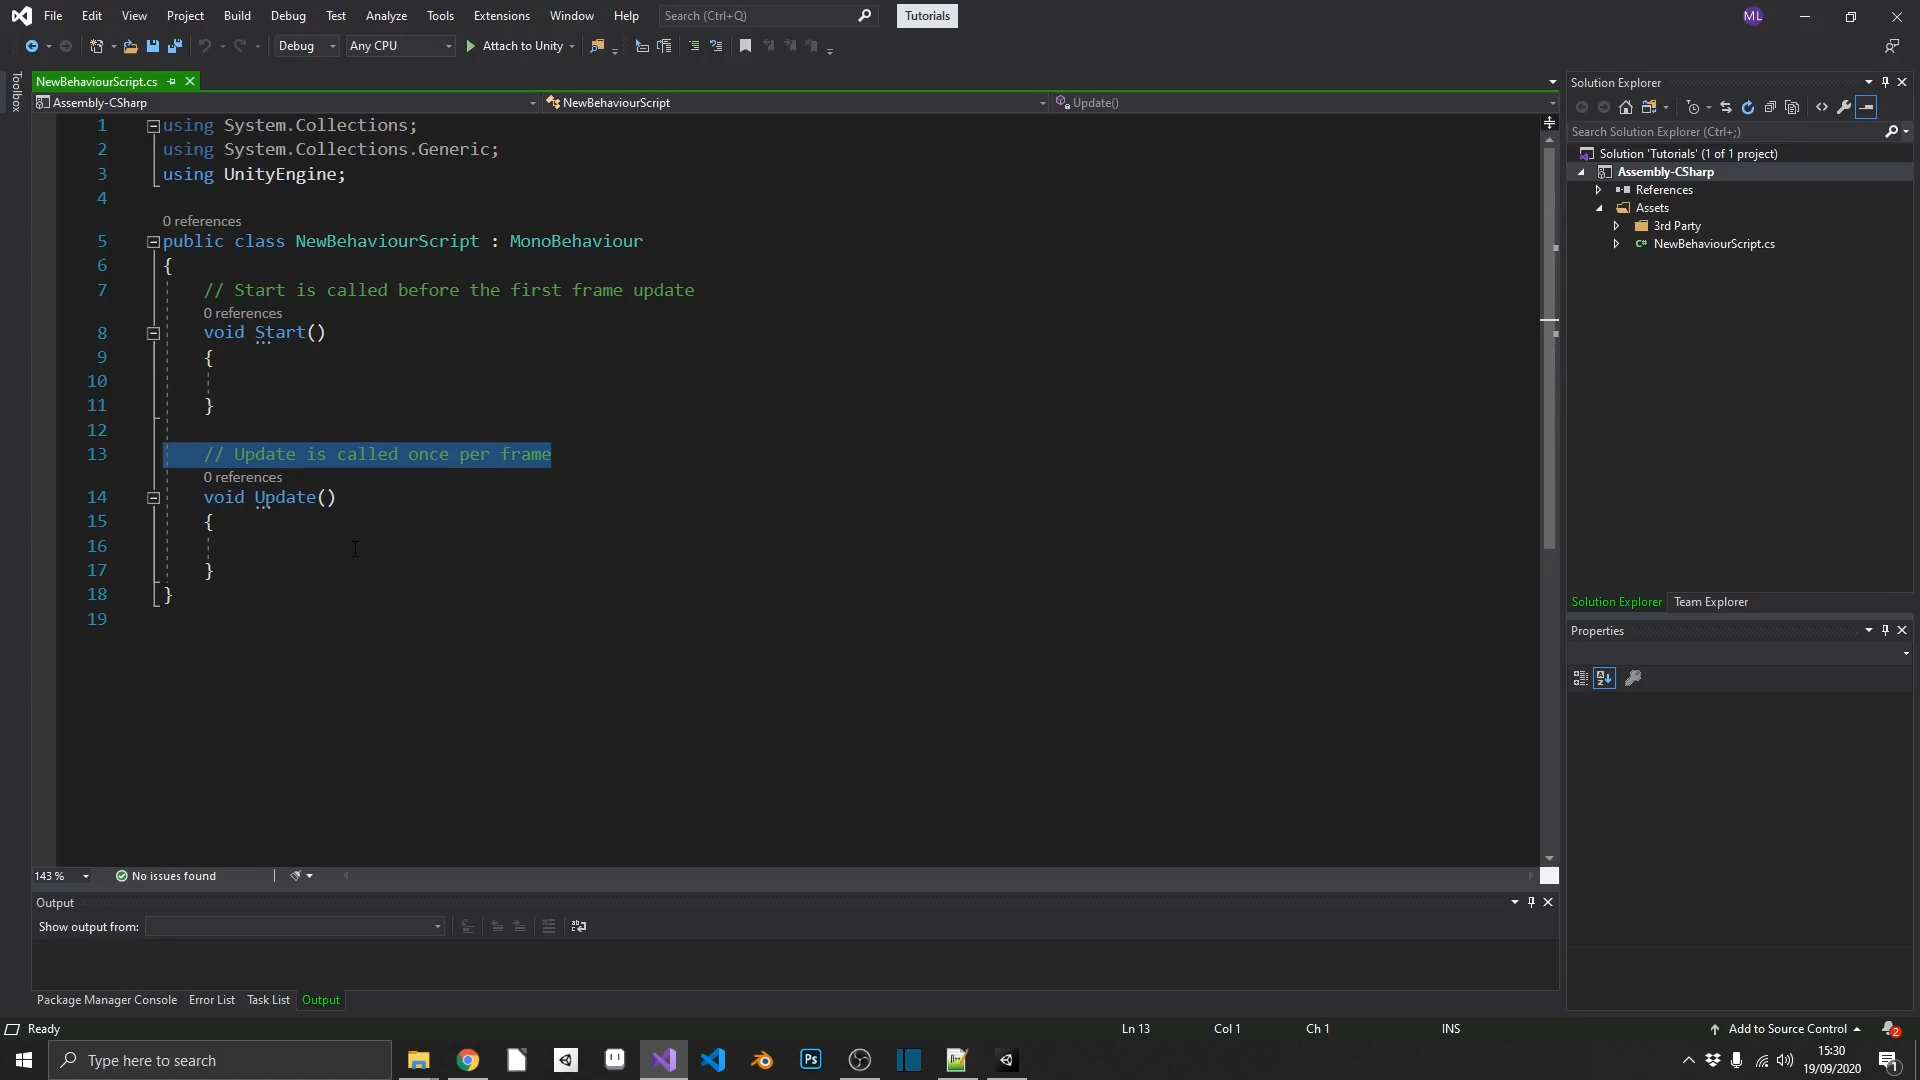 File Edit View Project Build Debug Test Analyze Tools Extensions Window Help Search (Ctrl+Q) Tutorials ML
Debug Any CPU Attach to Unity
Toolbox
NewBehaviourScript.cs
Assembly-CSharp NewBehaviourScript Update()
1 using System.Collections;
2 using System.Collections.Generic;
3 using UnityEngine;
4
0 references
5 public class NewBehaviourScript : MonoBehaviour
6 {
7 // Start is called before the first frame update
0 references
8 void Start()
9 {
10
11 }
12
13 // Update is called once per frame
0 references
14 void Update()
15 {
16
17 }
18 }
19
143 % No issues found
Output
Show output from:
Package Manager Console Error List Task List Output
Solution Explorer
Search Solution Explorer (Ctrl+;)
Solution 'Tutorials' (1 of 1 project)
Assembly-CSharp
References
Assets
3rd Party
C# NewBehaviourScript.cs
Solution Explorer Team Explorer
Properties
Ready Ln 13 Col 1 Ch 1 INS Add to Source Control 2
Type here to search Ps 15:30
19/09/2020 1